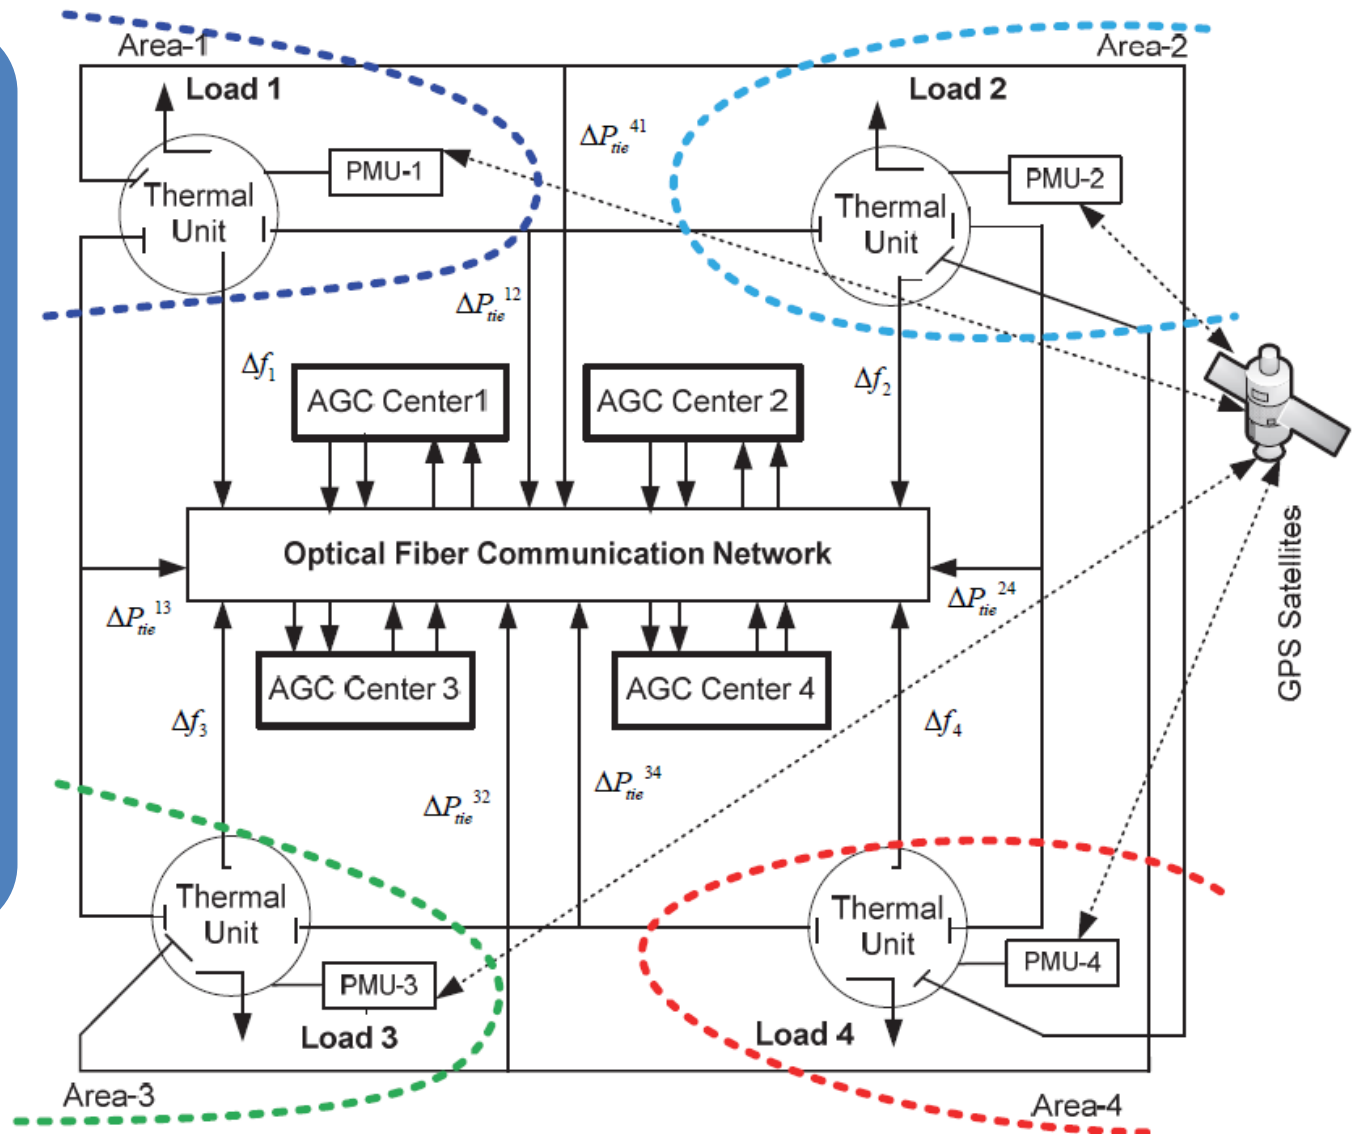 Area-1
Area-2
Load 1
Load 2
ΔP_tie^41
PMU-1
PMU-2
Thermal
Unit
Thermal
Unit
ΔP_tie^12
Δf_1
Δf_2
AGC Center1
AGC Center 2
Optical Fiber Communication Network
ΔP_tie^13
ΔP_tie^24
GPS Satellites
AGC Center 3
AGC Center 4
Δf_3
Δf_4
ΔP_tie^32
ΔP_tie^34
Thermal
Unit
Thermal
Unit
PMU-3
PMU-4
Load 3
Load 4
Area-3
Area-4